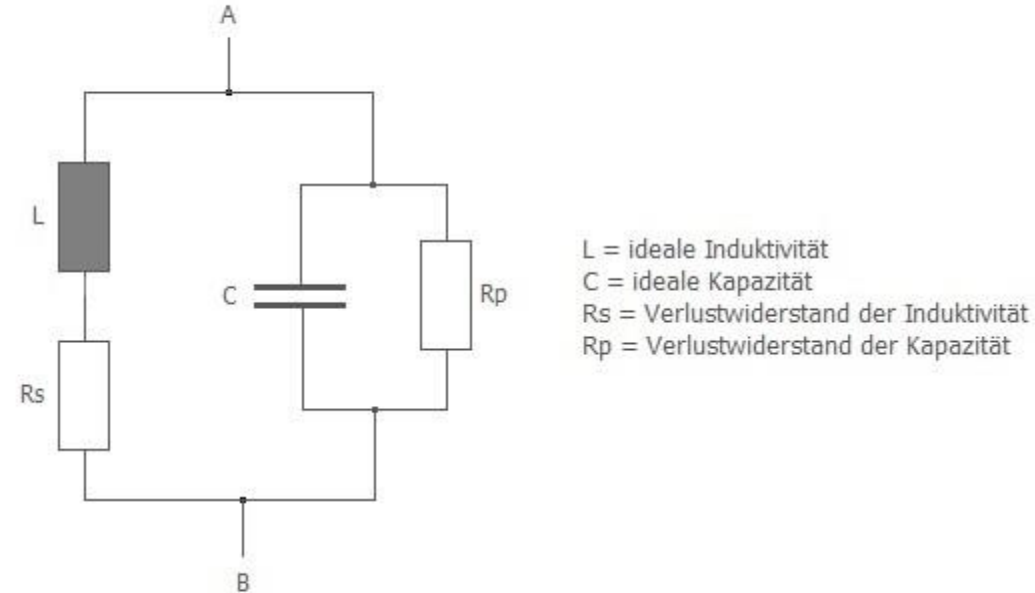 A
L
C
Rp
Rs
B
L = ideale Induktivität
C = ideale Kapazität
Rs = Verlustwiderstand der Induktivität
Rp = Verlustwiderstand der Kapazität